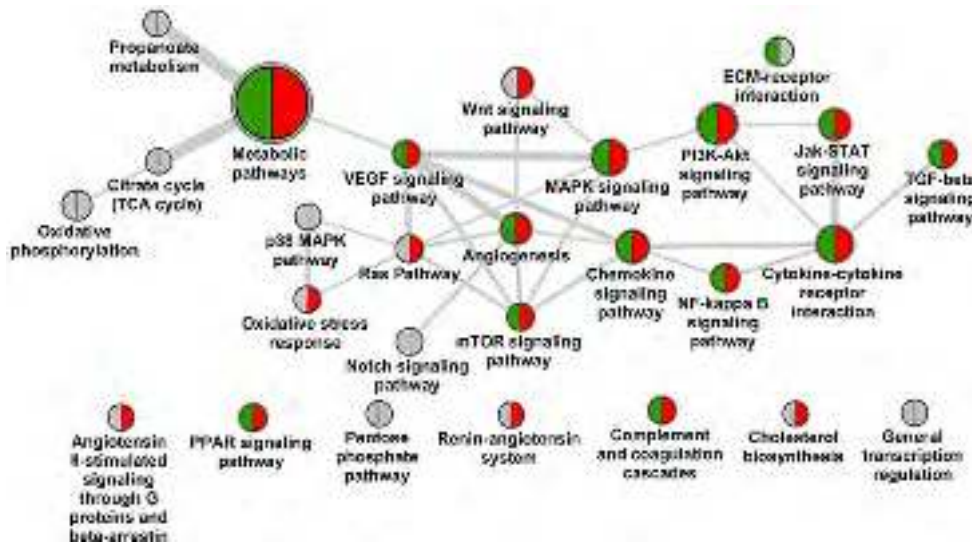 Propanoate
metabolism
Metabolic
pathways
Citrate cycle
(TCA cycle)
Oxidative
phosphorylation
VEGF signaling
pathway
Wnt signaling
pathway
MAPK signaling
pathway
ECM-receptor
interaction
PI3K-Akt
signaling
pathway
Jak-STAT
signaling
pathway
TGF-beta
signaling
pathway
p38 MAPK
pathway
Ras Pathway
Angiogenesis
Chemokine
signaling
pathway
NF-kappa B
signaling
pathway
Cytokine-cytokine
receptor
interaction
Oxidative stress
response
Notch signaling
pathway
mTOR signaling
pathway
Angiotensin
II-stimulated
signaling
through G
proteins and
beta-arrestin
PPAR signaling
pathway
Pentose
phosphate
pathway
Renin-angiotensin
system
Complement
and coagulation
cascades
Cholesterol
biosynthesis
General
transcription
regulation